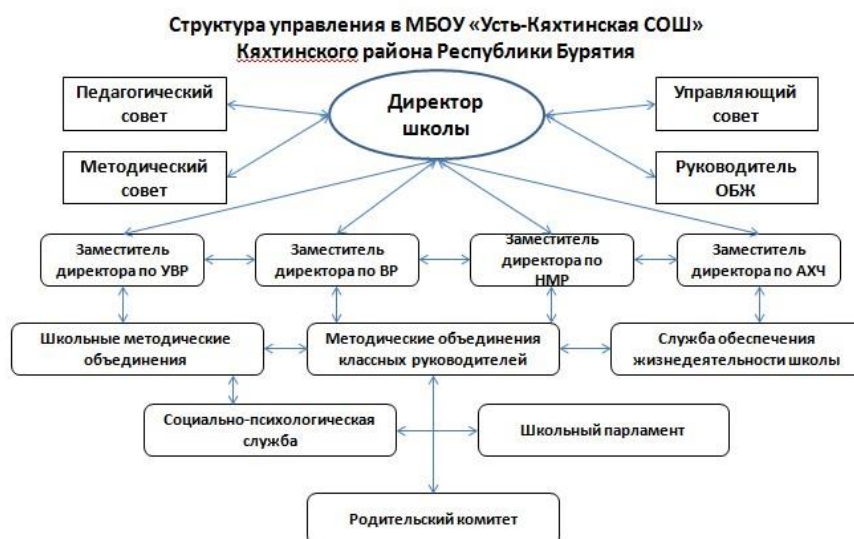 Структура управления в МБОУ «Усть-Кяхтинская СОШ»
Кяхтинского района Республики Бурятия
Педагогический
совет
Директор
школы
Управляющий
совет
Методический
совет
Руководитель
ОБЖ
Заместитель
директора по УВР
Заместитель
директора по ВР
Заместитель
директора по
НМР
Заместитель
директора по АХЧ
Школьные методические
объединения
Методические объединения
классных руководителей
Служба обеспечения
жизнедеятельности школы
Социально-психологическая
служба
Школьный парламент
Родительский комитет